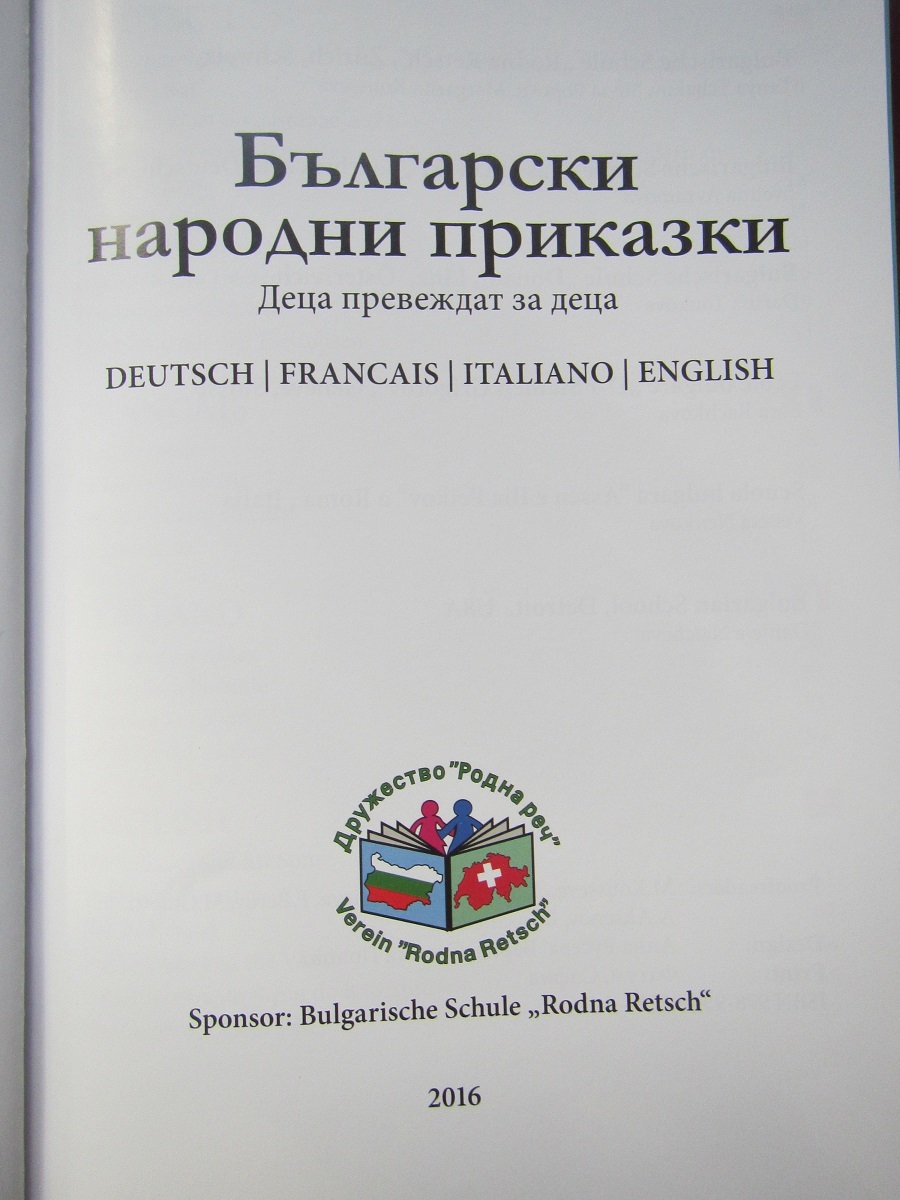 Български
народни приказки
Деца превеждат за деца
DEUTSCH | FRANCAIS | ITALIANO | ENGLISH
Дружество "Родна реч"
Verein "Rodna Retsch"
Sponsor: Bulgarische Schule „Rodna Retsch“
2016